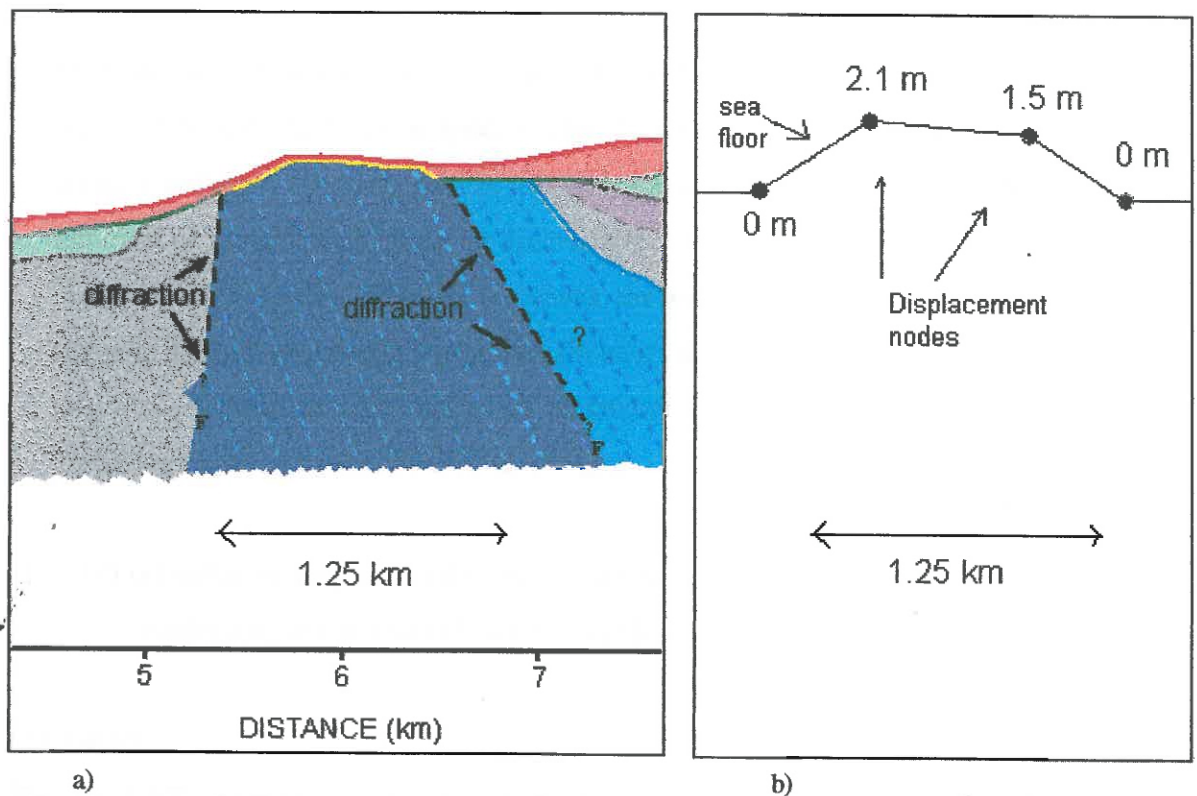 diffraction
diffraction
?
F
?
F
1.25 km
5 6 7
DISTANCE (km)
a)
2.1 m
1.5 m
sea
floor
0 m
0 m
Displacement
nodes
1.25 km
b)